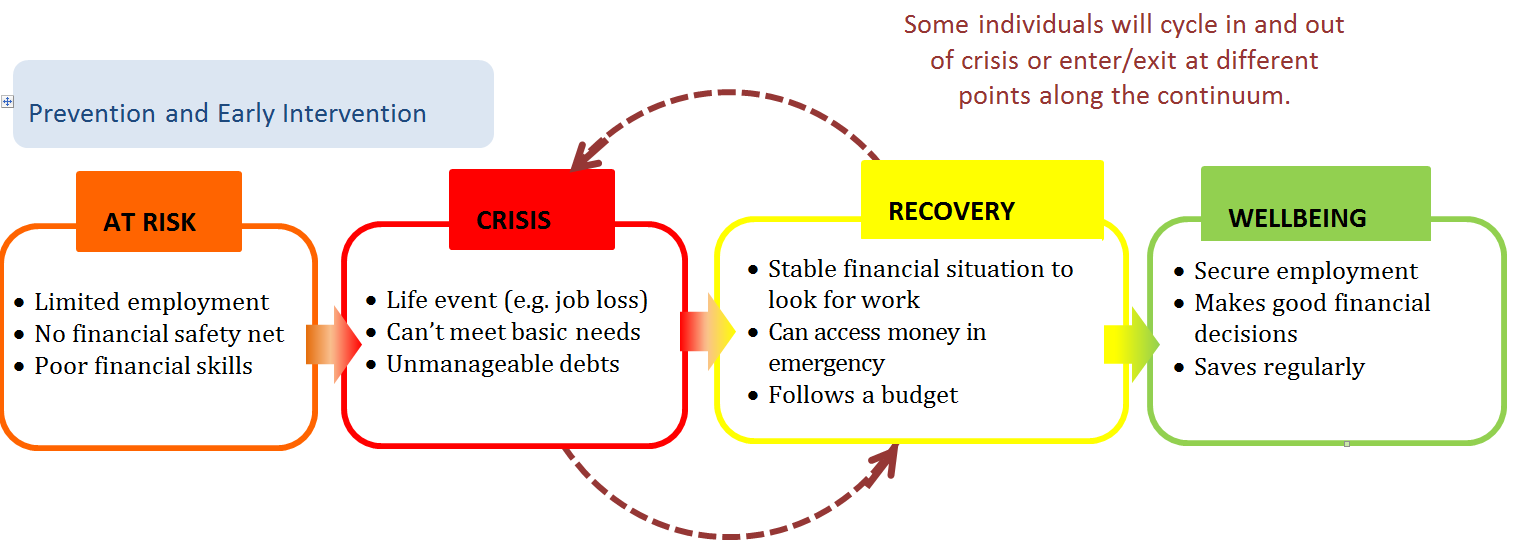 Some individuals will cycle in and out
of crisis or enter/exit at different
points along the continuum.
Prevention and Early Intervention
AT RISK
• Limited employment
• No financial safety net
• Poor financial skills
CRISIS
• Life event (e.g. job loss)
• Can’t meet basic needs
• Unmanageable debts
RECOVERY
• Stable financial situation to
look for work
• Can access money in
emergency
• Follows a budget
WELLBEING
• Secure employment
• Makes good financial
decisions
• Saves regularly